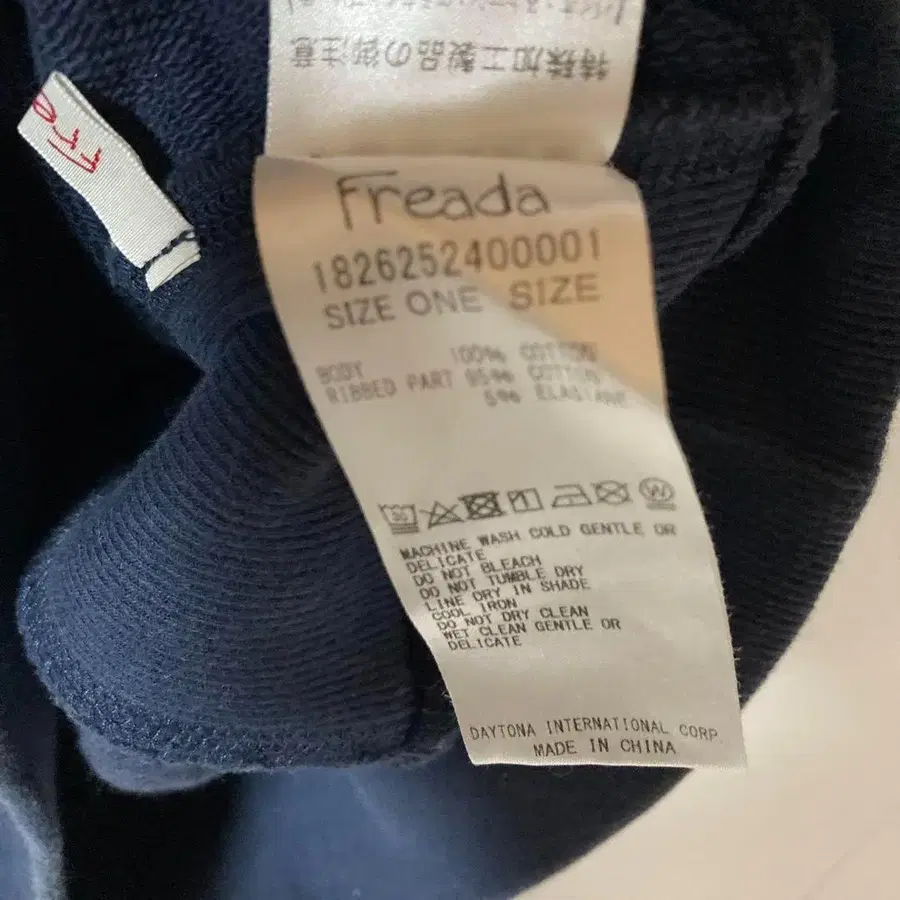 特殊加工製品の御注意
Freada
1826252400001
SIZE ONE SIZE
BODY 100% COTTON
RIBBED PART 95% COTTON
5% ELASTANE
MACHINE WASH COLD GENTLE OR
DELICATE
DO NOT BLEACH
DO NOT TUMBLE DRY
LINE DRY IN SHADE
COOL IRON
DO NOT DRY CLEAN
WET CLEAN GENTLE OR
DELICATE
DAYTONA INTERNATIONAL CORP
MADE IN CHINA